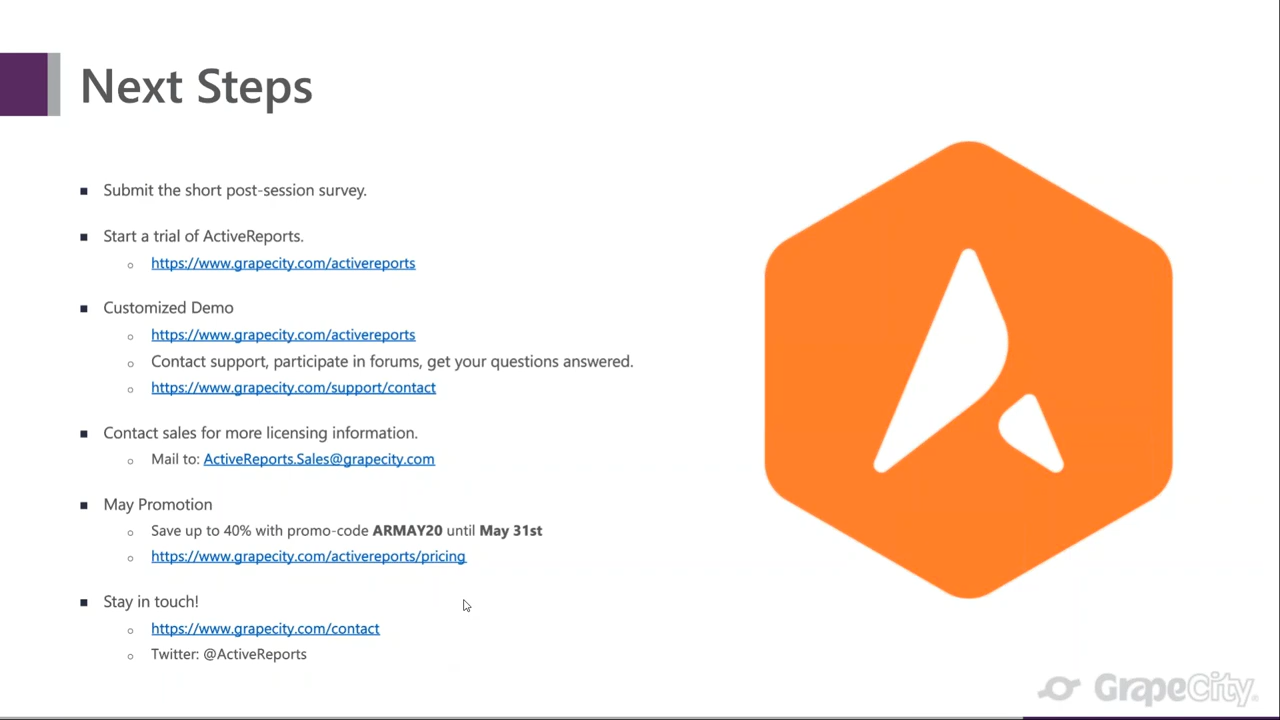 Next Steps
Submit the short post-session survey.
Start a trial of ActiveReports.
https://www.grapecity.com/activereports
Customized Demo
https://www.grapecity.com/activereports
Contact support, participate in forums, get your questions answered.
https://www.grapecity.com/support/contact
Contact sales for more licensing information.
Mail to: ActiveReports.Sales@grapecity.com
May Promotion
Save up to 40% with promo-code ARMAY20 until May 31st
https://www.grapecity.com/activereports/pricing
Stay in touch!
https://www.grapecity.com/contact
Twitter: @ActiveReports
GrapeCity